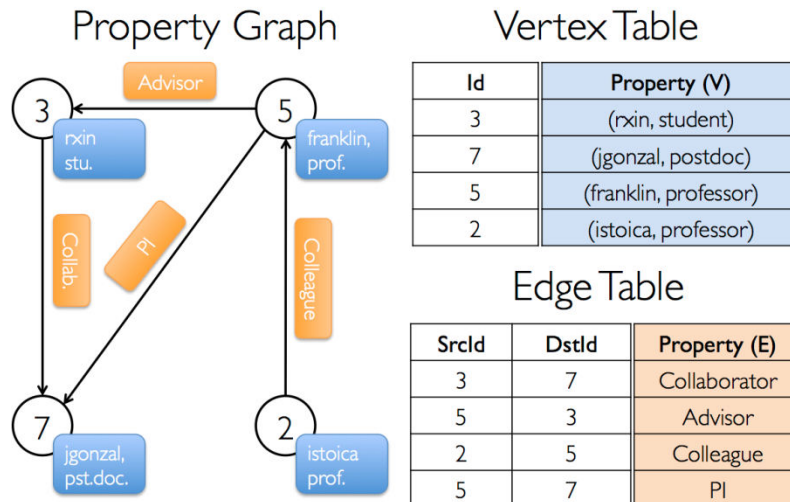 Property Graph
Advisor
3
rxin
stu.
5
franklin,
prof.
Collab.
PI
Colleague
7
jgonzal,
pst.doc.
2
istoica
prof.
Vertex Table
Id Property (V)
3 (rxin, student)
7 (jgonzal, postdoc)
5 (franklin, professor)
2 (istoica, professor)
Edge Table
SrcId DstId Property (E)
3 7 Collaborator
5 3 Advisor
2 5 Colleague
5 7 PI